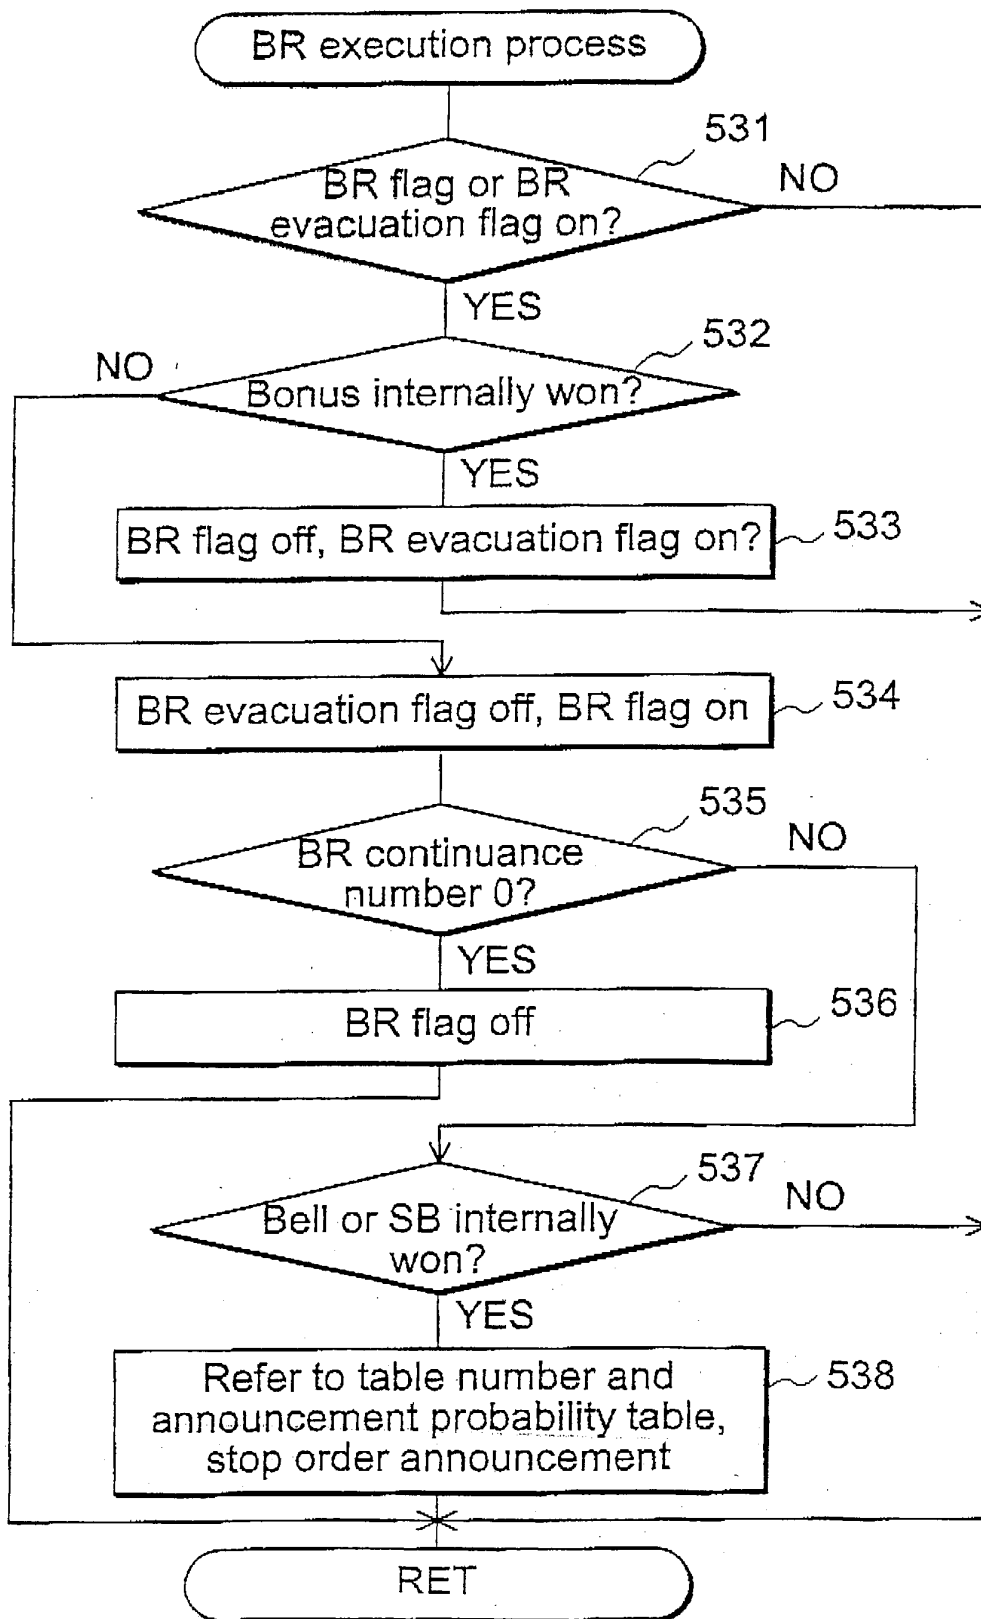 BR execution process
531
BR flag or BR
evacuation flag on?
NO
YES
532
NO
Bonus internally won?
YES
BR flag off, BR evacuation flag on?
533
BR evacuation flag off, BR flag on
534
535
BR continuance
number 0?
NO
YES
BR flag off
536
537
Bell or SB internally
won?
NO
YES
Refer to table number and
announcement probability table,
stop order announcement
538
RET